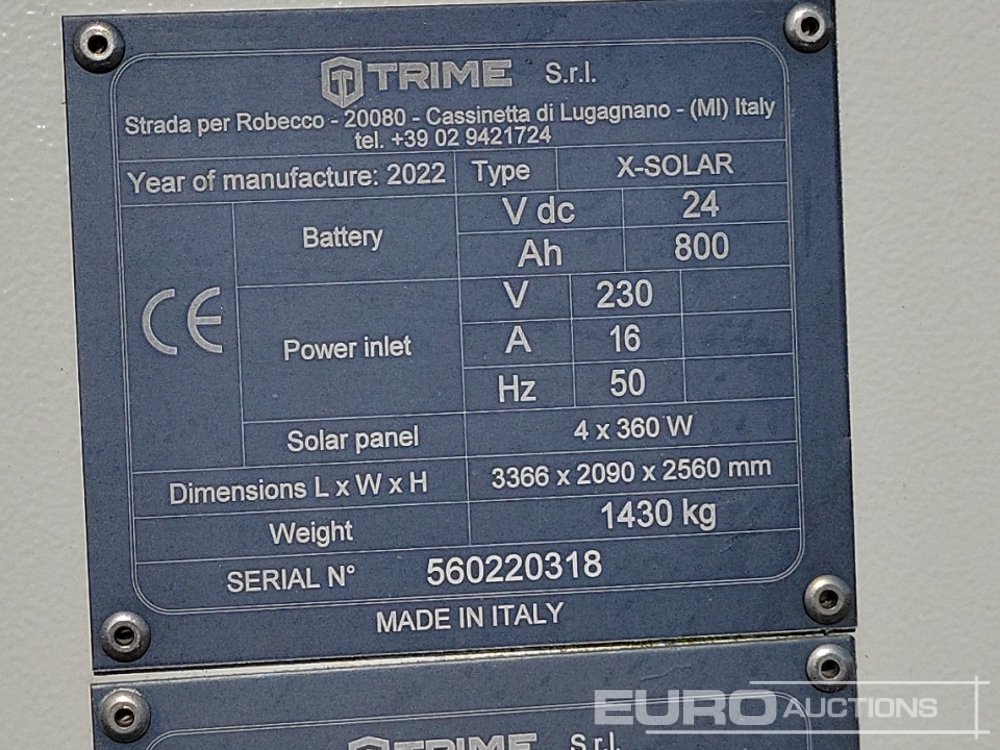 TRIME S.r.l.
Strada per Robecco - 20080 - Cassinetta di Lugagnano - (MI) Italy
tel. +39 02 9421724
Year of manufacture: 2022 Type X-SOLAR
CE
Battery
V dc 24
Ah 800
Power inlet
V 230
A 16
Hz 50
Solar panel 4 x 360 W
Dimensions L x W x H 3366 x 2090 x 2560 mm
Weight 1430 kg
SERIAL N° 560220318
MADE IN ITALY
TRIME S.r.l.
EURO AUCTIONS